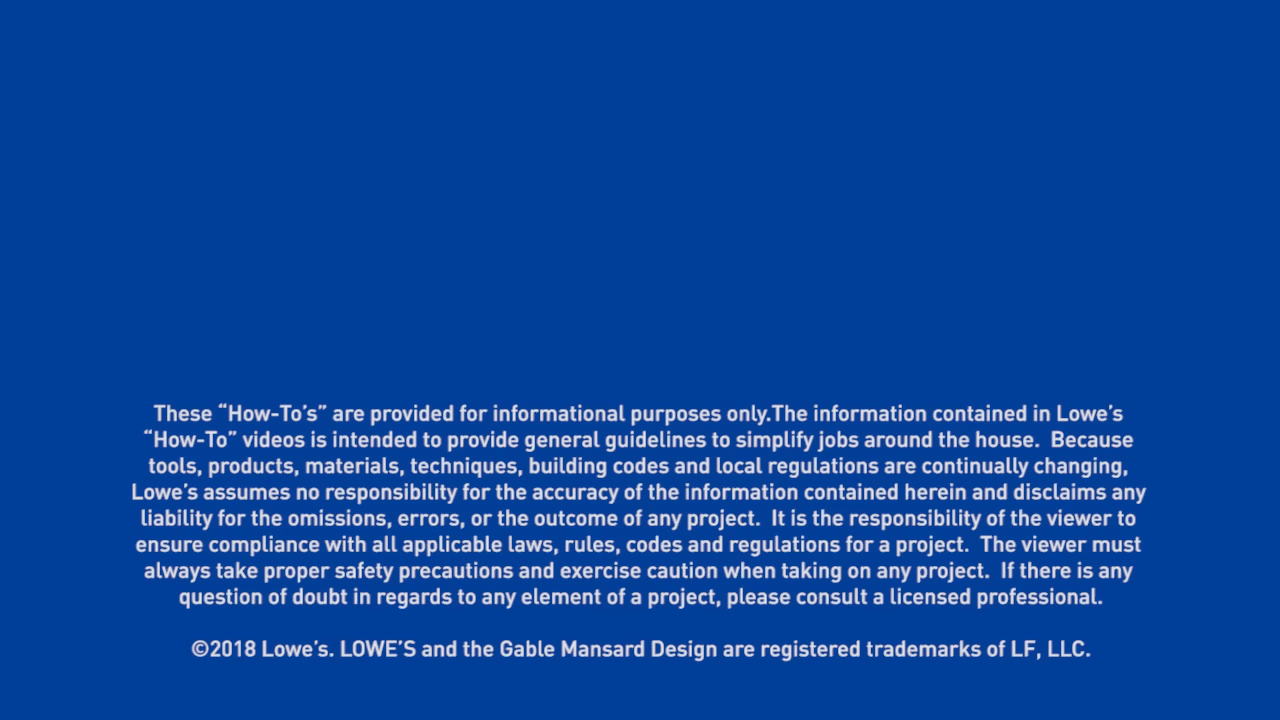 These “How-To’s” are provided for informational purposes only.The information contained in Lowe’s
“How-To” videos is intended to provide general guidelines to simplify jobs around the house.  Because
tools, products, materials, techniques, building codes and local regulations are continually changing,
Lowe’s assumes no responsibility for the accuracy of the information contained herein and disclaims any
liability for the omissions, errors, or the outcome of any project.  It is the responsibility of the viewer to
ensure compliance with all applicable laws, rules, codes and regulations for a project.  The viewer must
always take proper safety precautions and exercise caution when taking on any project.  If there is any
question of doubt in regards to any element of a project, please consult a licensed professional.
©2018 Lowe’s. LOWE’S and the Gable Mansard Design are registered trademarks of LF, LLC.